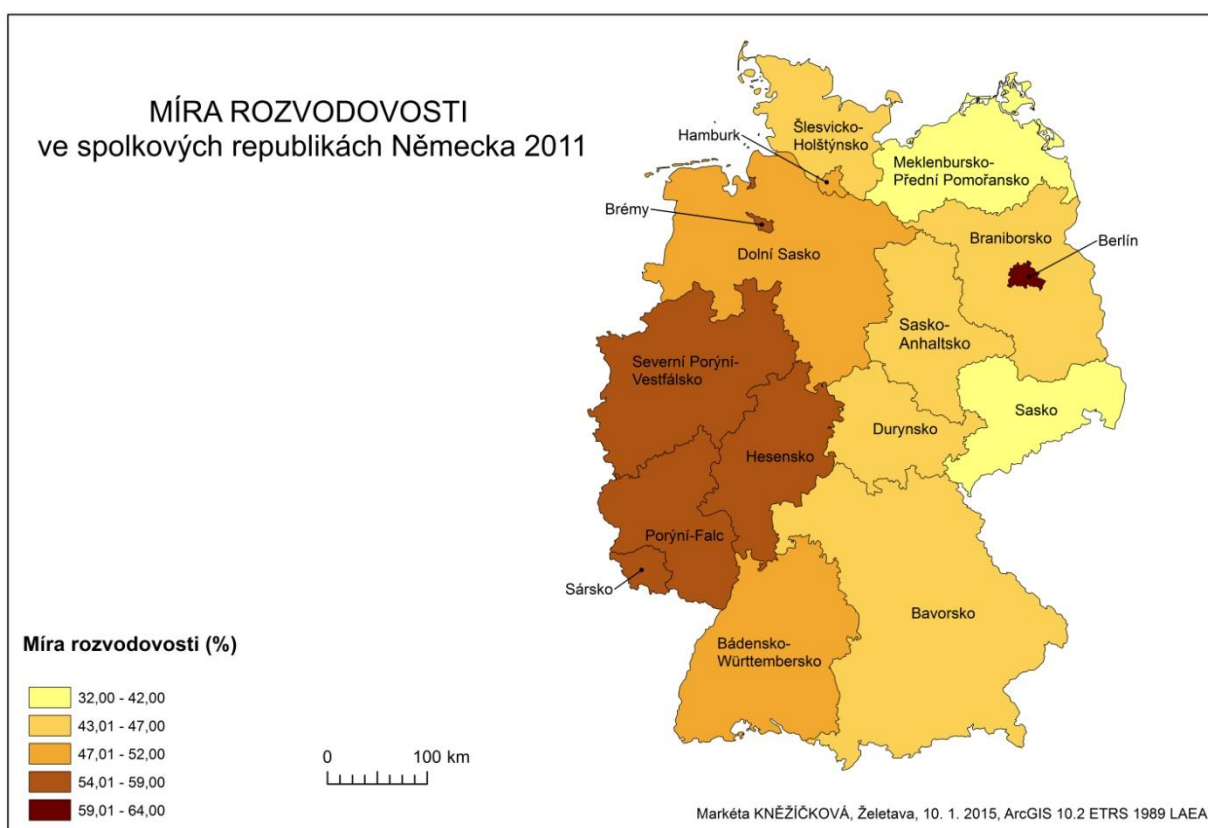 MÍRA ROZVODOVOSTI
ve spolkových republikách Německa 2011
Hamburk
Šlesvicko-
Holštýnsko
Meklenbursko-
Přední Pomořansko
Brémy
Braniborsko
Berlín
Dolní Sasko
Sasko-
Anhaltsko
Severní Porýní-
Vestfálsko
Sasko
Durynsko
Hesensko
Porýní-Falc
Sársko
Bavorsko
Bádensko-
Württembersko
Míra rozvodovosti (%)
32,00 - 42,00
43,01 - 47,00
47,01 - 52,00
54,01 - 59,00
59,01 - 64,00
0 100 km
Markéta KNĚŽÍČKOVÁ, Želetava, 10. 1. 2015, ArcGIS 10.2 ETRS 1989 LAEA